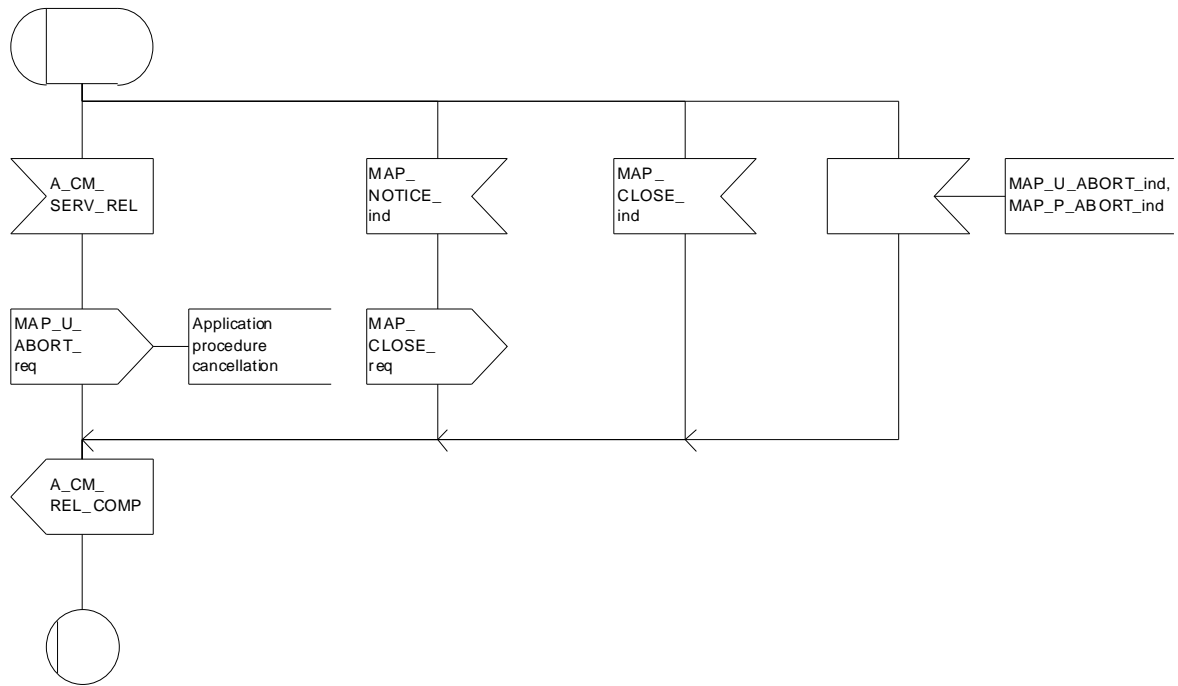 A_CM_
SERV_REL
MAP_
NOTICE_
ind
MAP_
CLOSE_
ind
MAP_U_ABORT_ind,
MAP_P_ABORT_ind
MAP_U_
ABORT_
req
Application
procedure
cancellation
MAP_
CLOSE_
req
A_CM_
REL_COMP